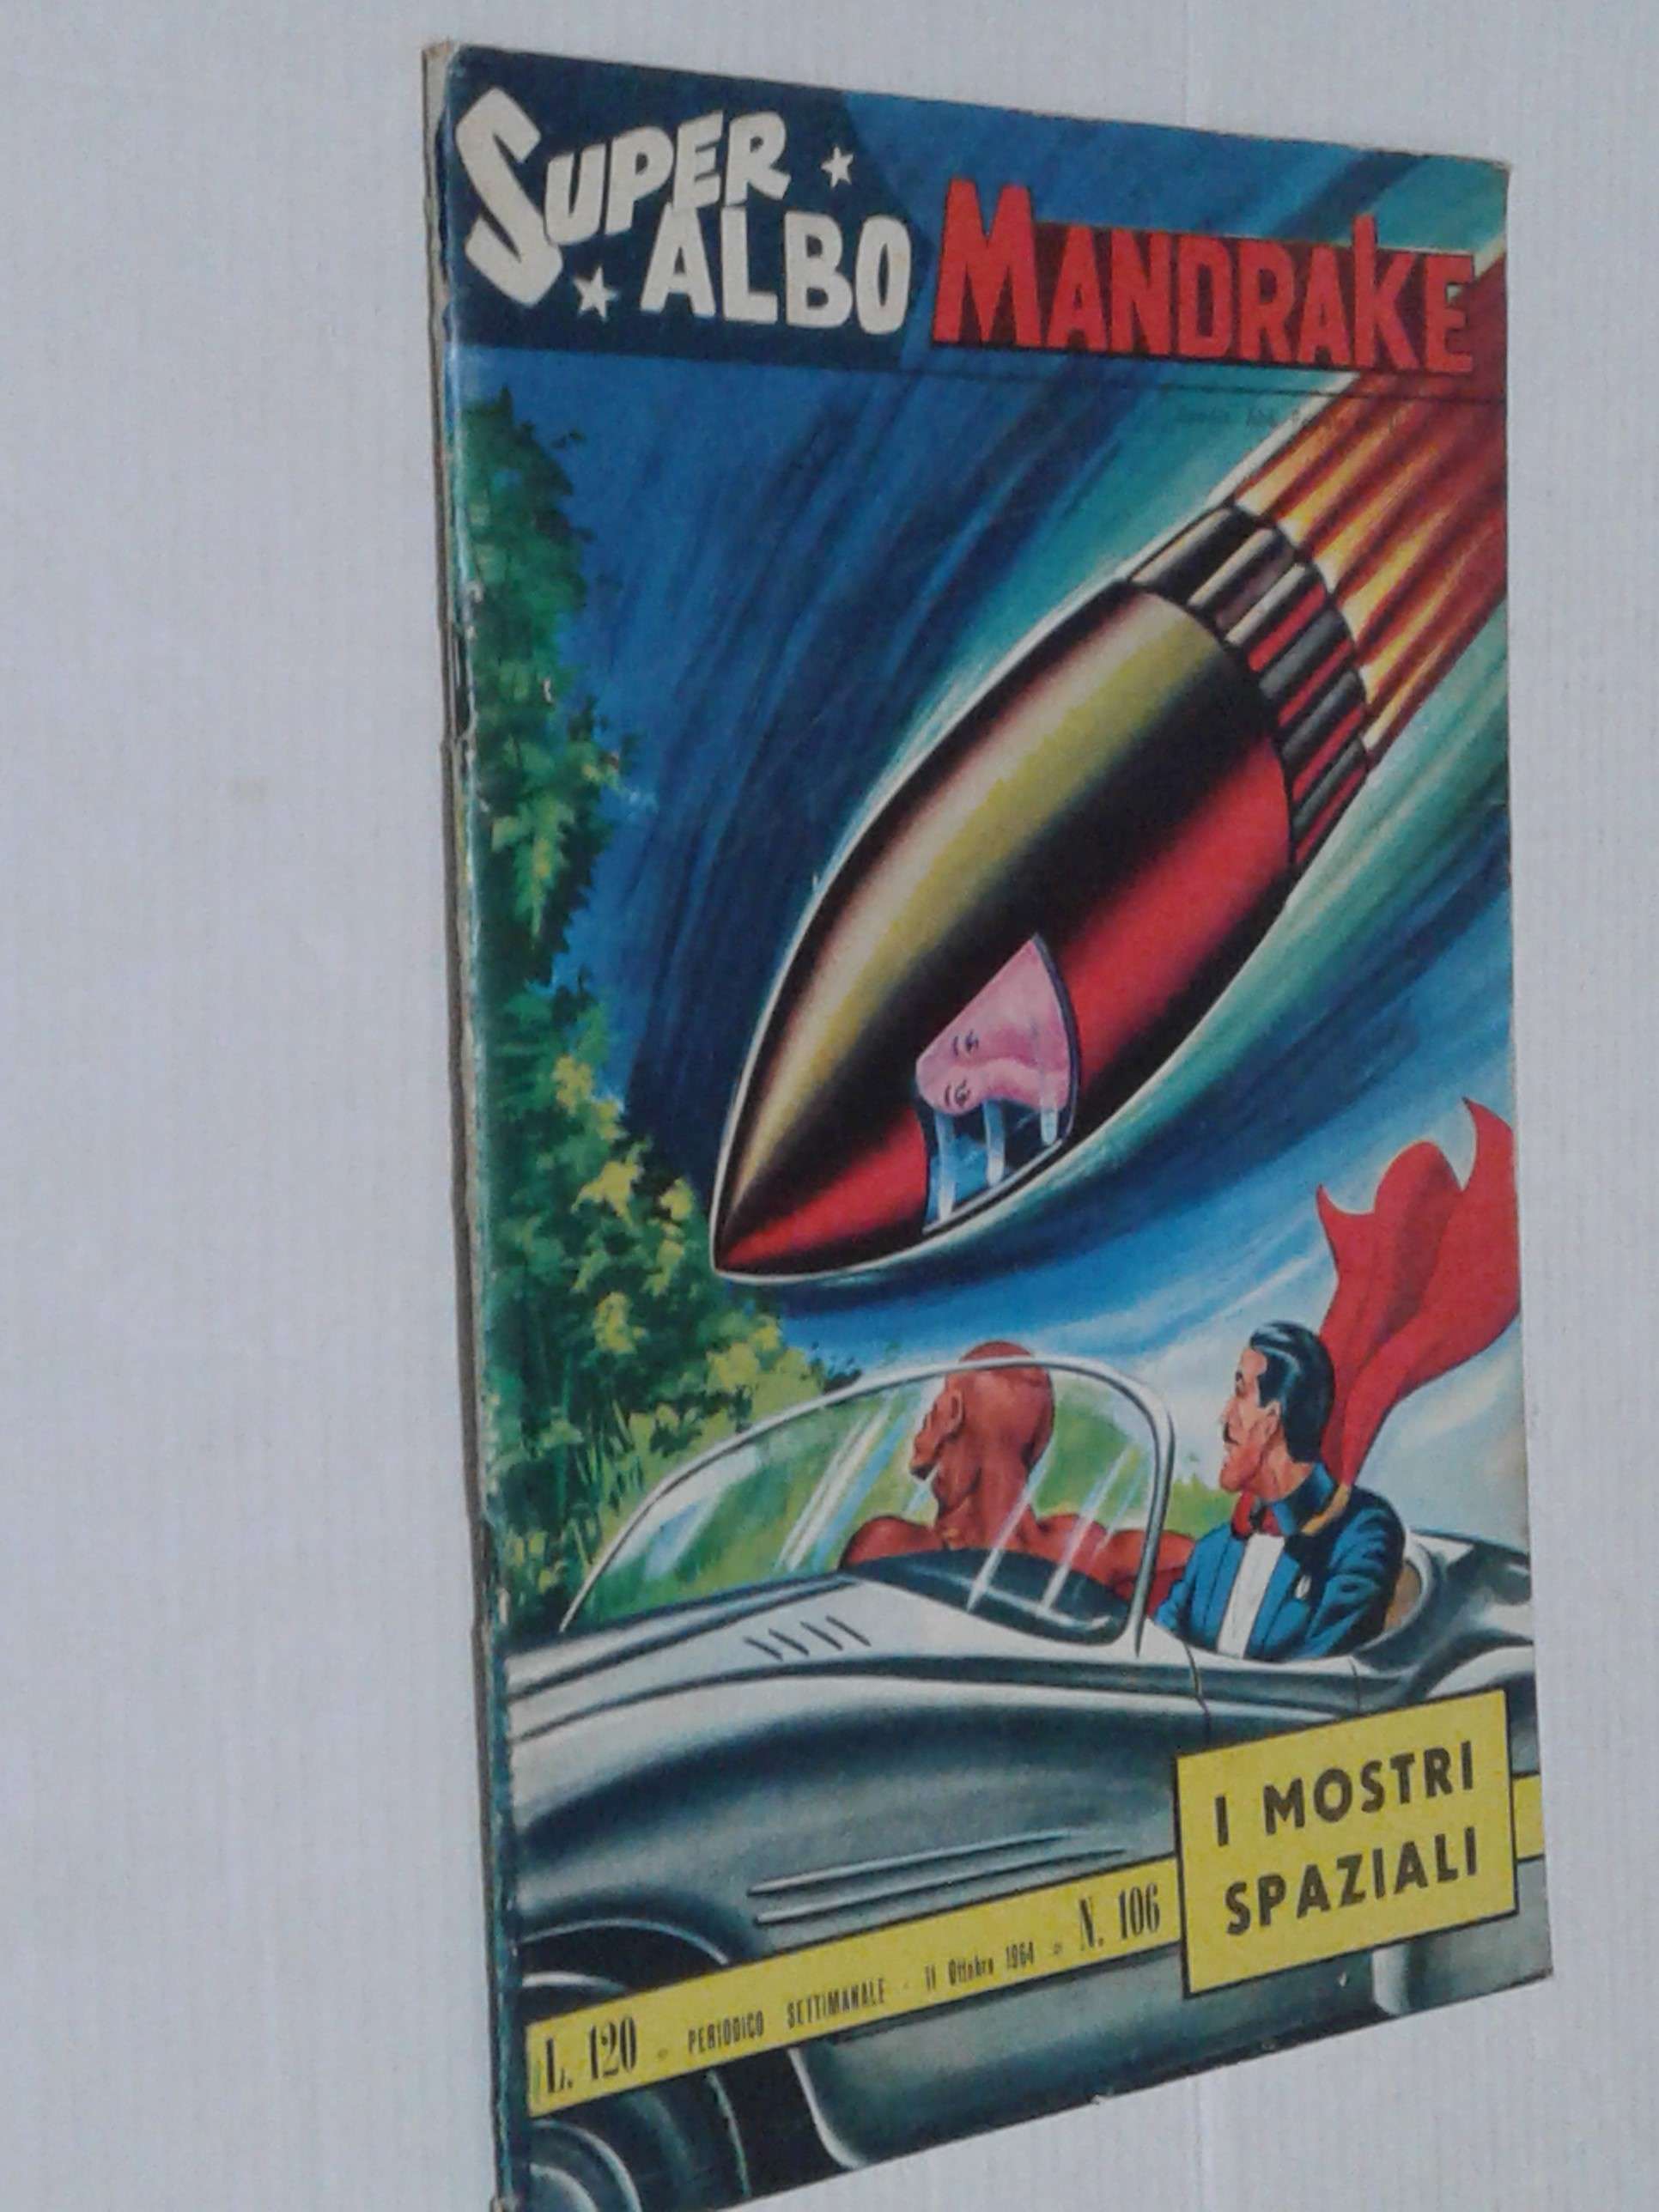 SUPER
ALBO
MANDRAKE
I MOSTRI
SPAZIALI
L. 120 - PERIODICO SETTIMANALE - 11 Ottobre 1964 - N. 106